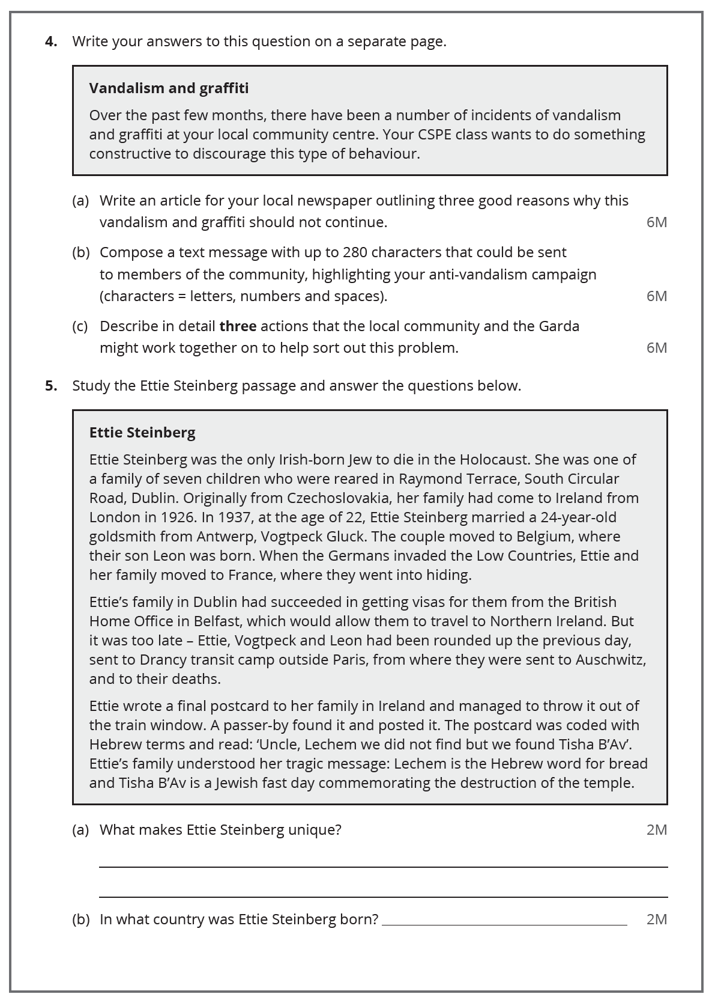 4. Write your answers to this question on a separate page.
Vandalism and graffiti
Over the past few months, there have been a number of incidents of vandalism
and graffiti at your local community centre. Your CSPE class wants to do something
constructive to discourage this type of behaviour.
(a) Write an article for your local newspaper outlining three good reasons why this
vandalism and graffiti should not continue. 6M
(b) Compose a text message with up to 280 characters that could be sent
to members of the community, highlighting your anti-vandalism campaign
(characters = letters, numbers and spaces). 6M
(c) Describe in detail three actions that the local community and the Garda
might work together on to help sort out this problem. 6M
5. Study the Ettie Steinberg passage and answer the questions below.
Ettie Steinberg
Ettie Steinberg was the only Irish-born Jew to die in the Holocaust. She was one of
a family of seven children who were reared in Raymond Terrace, South Circular
Road, Dublin. Originally from Czechoslovakia, her family had come to Ireland from
London in 1926. In 1937, at the age of 22, Ettie Steinberg married a 24-year-old
goldsmith from Antwerp, Vogtpeck Gluck. The couple moved to Belgium, where
their son Leon was born. When the Germans invaded the Low Countries, Ettie and
her family moved to France, where they went into hiding.
Ettie’s family in Dublin had succeeded in getting visas for them from the British
Home Office in Belfast, which would allow them to travel to Northern Ireland. But
it was too late – Ettie, Vogtpeck and Leon had been rounded up the previous day,
sent to Drancy transit camp outside Paris, from where they were sent to Auschwitz,
and to their deaths.
Ettie wrote a final postcard to her family in Ireland and managed to throw it out of
the train window. A passer-by found it and posted it. The postcard was coded with
Hebrew terms and read: ‘Uncle, Lechem we did not find but we found Tisha B’Av’.
Ettie’s family understood her tragic message: Lechem is the Hebrew word for bread
and Tisha B’Av is a Jewish fast day commemorating the destruction of the temple.
(a) What makes Ettie Steinberg unique? 2M
(b) In what country was Ettie Steinberg born? 2M